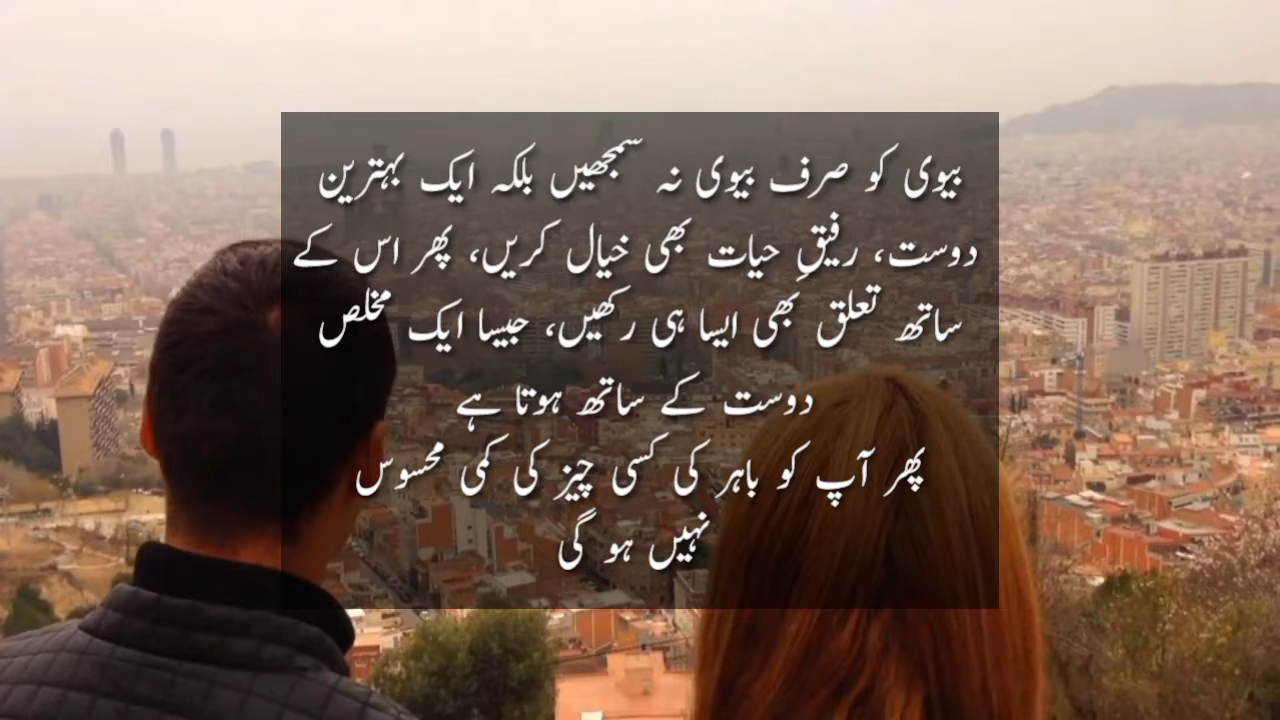 بیوی کو صرف بیوی نہ سمجھیں بلکہ ایک بہترین
دوست، رفیقِ حیات بھی خیال کریں، پھر اس کے
ساتھ تعلق بھی ایسا ہی رکھیں، جیسا ایک مخلص
دوست کے ساتھ ہوتا ہے
پھر آپ کو باہر کی کسی چیز کی کمی محسوس
نہیں ہو گی